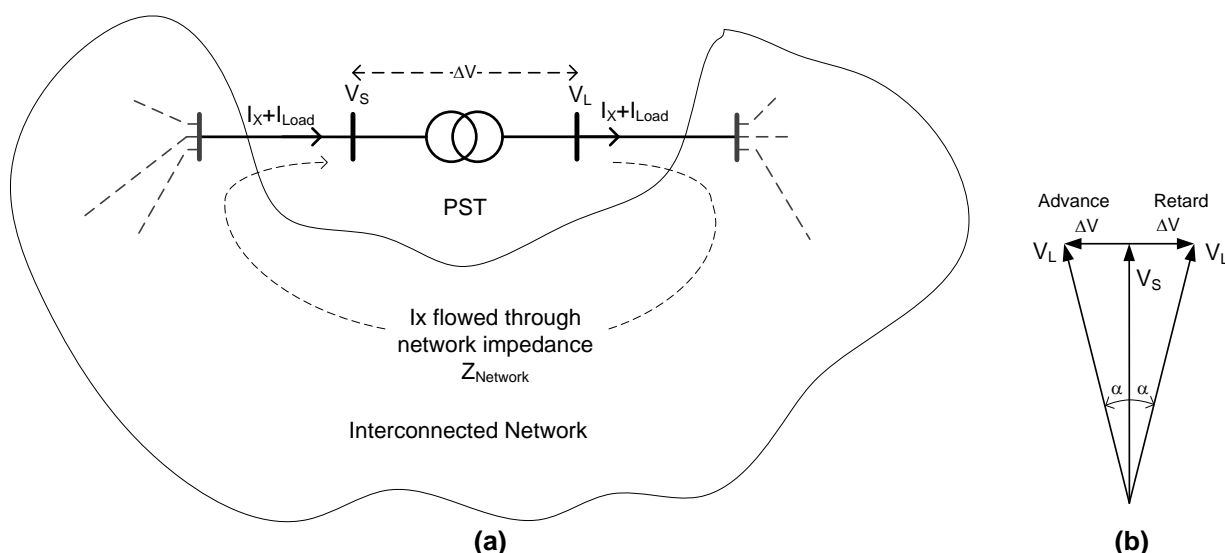 ΔV
V_S
V_L
I_X+I_Load
I_X+I_Load
PST
Ix flowed through
network impedance
Z_Network
Interconnected Network
(a)
Advance
Retard
ΔV
ΔV
V_L
V_L
V_S
α
α
(b)